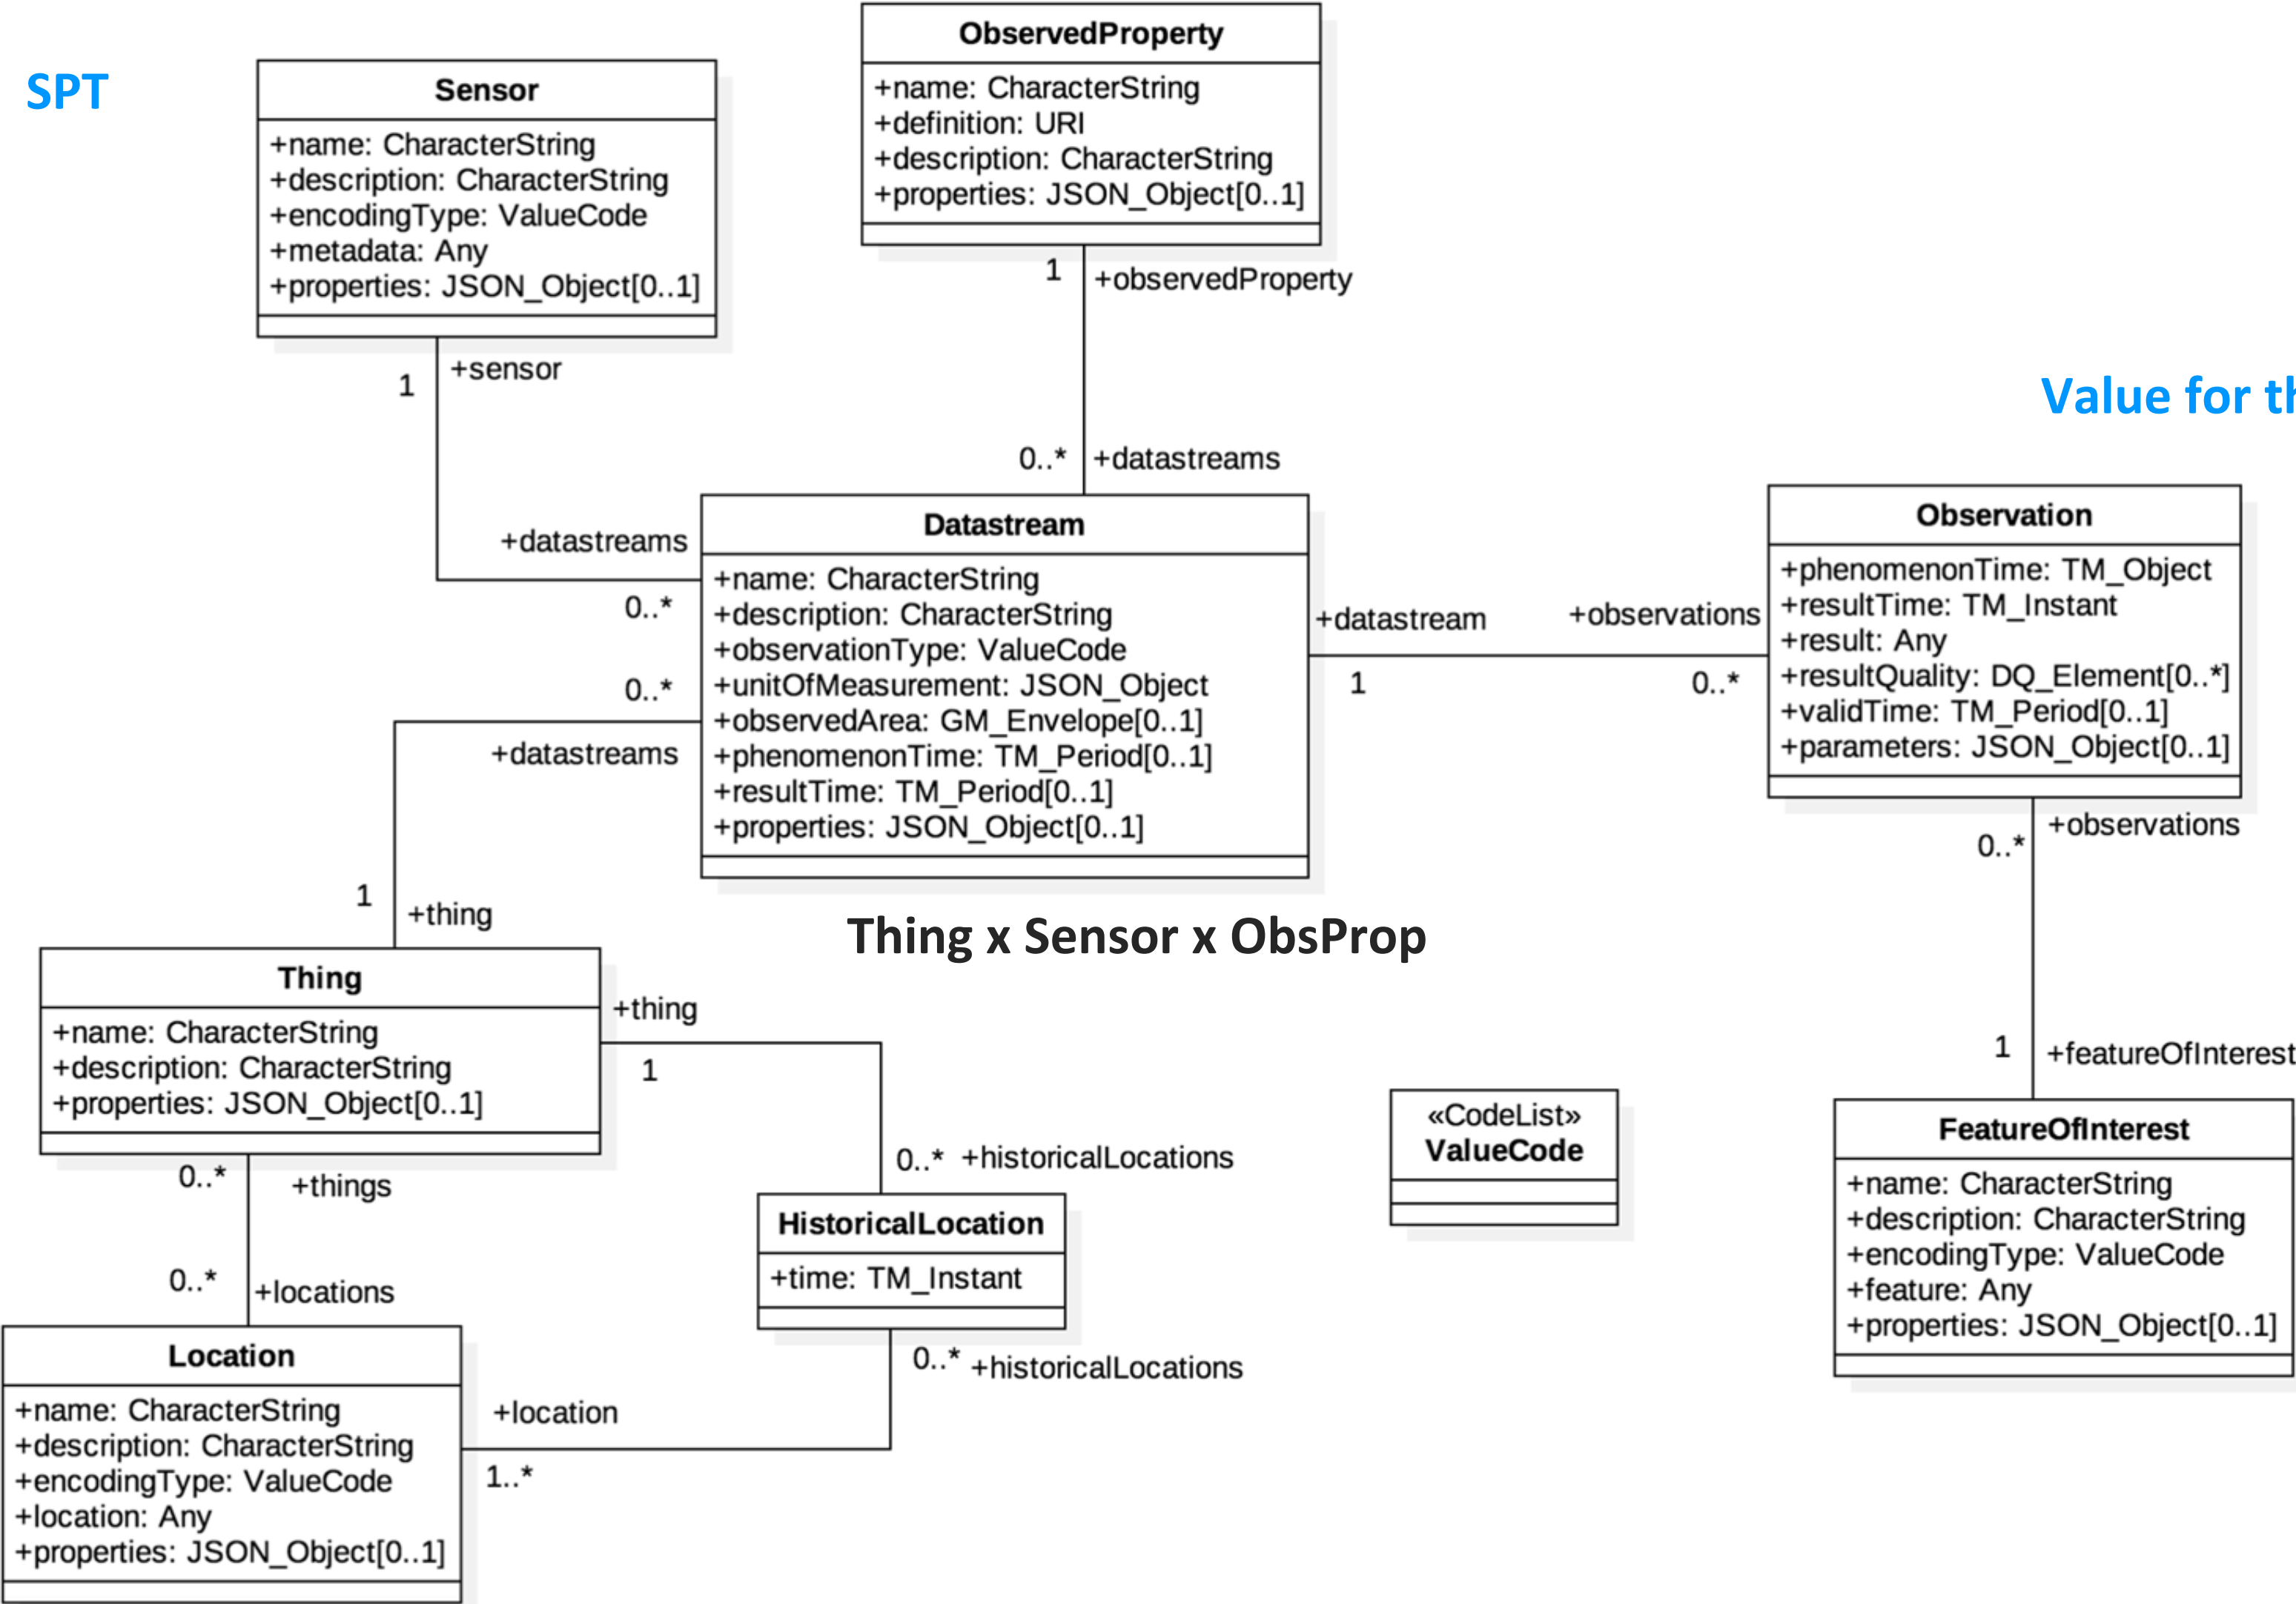 SPT
Sensor
+name: CharacterString
+description: CharacterString
+encodingType: ValueCode
+metadata: Any
+properties: JSON_Object[0..1]
ObservedProperty
+name: CharacterString
+definition: URI
+description: CharacterString
+properties: JSON_Object[0..1]
1 +observedProperty
1 +sensor
Value for
0..* +datastreams
+datastreams
0..*
Datastream
+name: CharacterString
+description: CharacterString
+observationType: ValueCode
+unitOfMeasurement: JSON_Object
+observedArea: GM_Envelope[0..1]
+phenomenonTime: TM_Period[0..1]
+resultTime: TM_Period[0..1]
+properties: JSON_Object[0..1]
+datastream
1
+observations
0..*
Observation
+phenomenonTime: TM_Object
+resultTime: TM_Instant
+result: Any
+resultQuality: DQ_Element[0..*]
+validTime: TM_Period[0..1]
+parameters: JSON_Object[0..1]
0..*
+datastreams
1 +thing
Thing x Sensor x ObsProp
+observations
0..*
1 +featureOfInterest
Thing
+name: CharacterString
+description: CharacterString
+properties: JSON_Object[0..1]
+thing
1
0..* +historicalLocations
«CodeList»
ValueCode
FeatureOfInterest
+name: CharacterString
+description: CharacterString
+encodingType: ValueCode
+feature: Any
+properties: JSON_Object[0..1]
0..* +things
0..* +locations
HistoricalLocation
+time: TM_Instant
0..* +historicalLocations
Location
+name: CharacterString
+description: CharacterString
+encodingType: ValueCode
+location: Any
+properties: JSON_Object[0..1]
+location
1..*